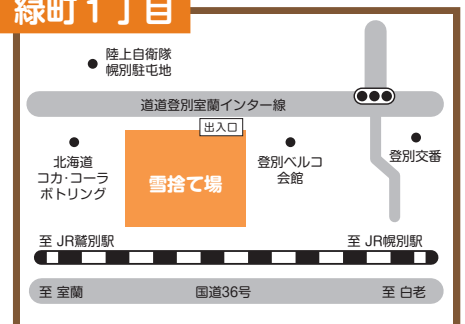 緑町1丁目
陸上自衛隊
幌別駐屯地
道道登別室蘭インター線
出入口
北海道
コカ・コーラ
ボトリング
雪捨て場
登別ベルコ
会館
登別交番
至 JR鷲別駅
至 JR幌別駅
至 室蘭
国道36号
至 白老